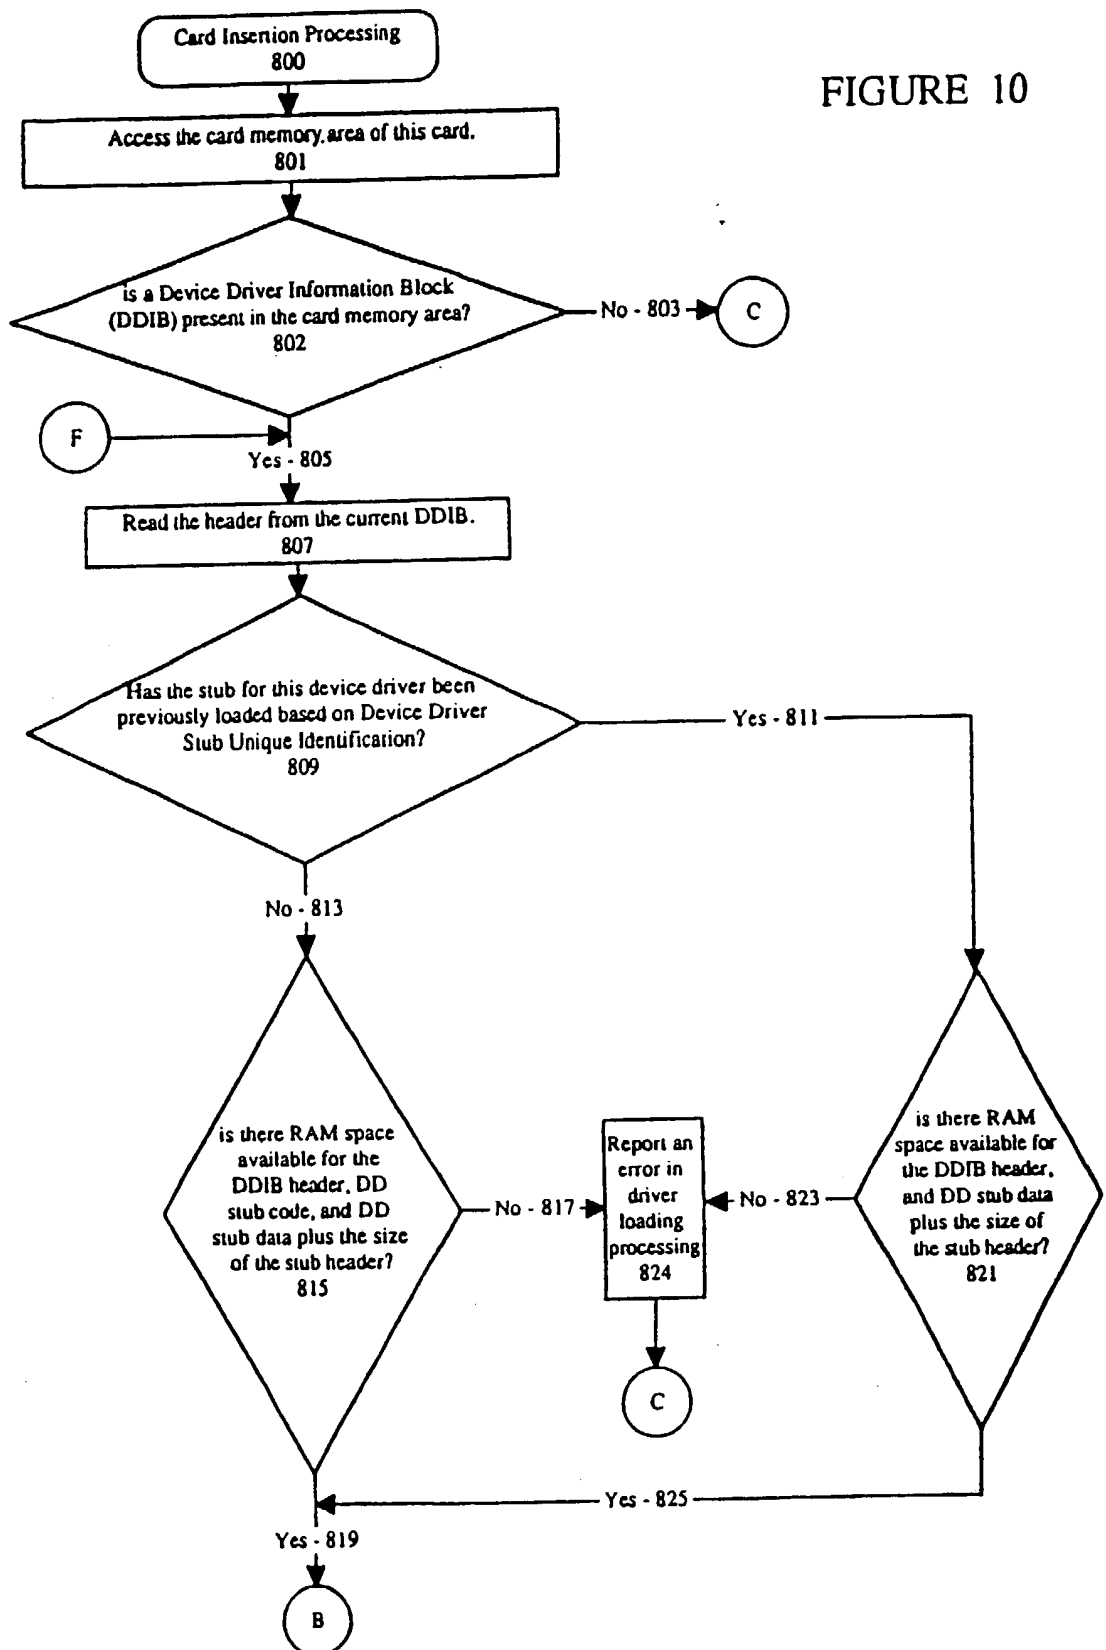 Card Insertion Processing
800
FIGURE 10
Access the card memory area of this card.
801
is a Device Driver Information Block
(DDIB) present in the card memory area?
802
No - 803
C
F
Yes - 805
Read the header from the current DDIB.
807
Has the stub for this device driver been
previously loaded based on Device Driver
Stub Unique Identification?
809
Yes - 811
No - 813
is there RAM space
available for the
DDIB header, DD
stub code, and DD
stub data plus the size
of the stub header?
815
No - 817
Report an
error in
driver
loading
processing
824
No - 823
is there RAM
space available for
the DDIB header,
and DD stub data
plus the size of
the stub header?
821
C
Yes - 825
Yes - 819
B